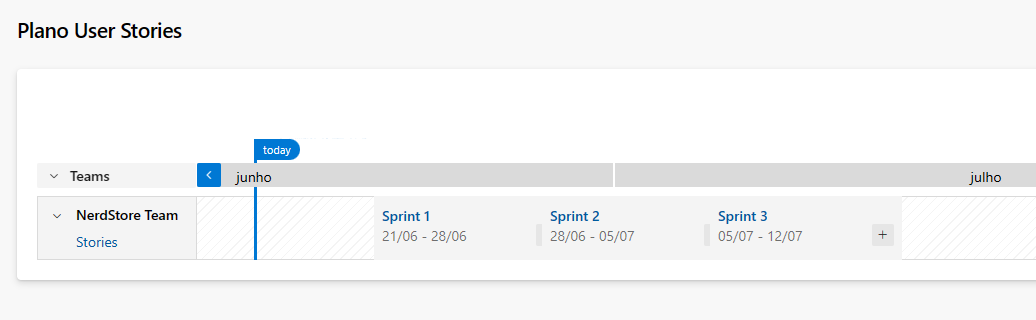 Plano User Stories
today
Teams
junho
julho
NerdStore Team
Stories
Sprint 1
21/06 - 28/06
Sprint 2
28/06 - 05/07
Sprint 3
05/07 - 12/07
+